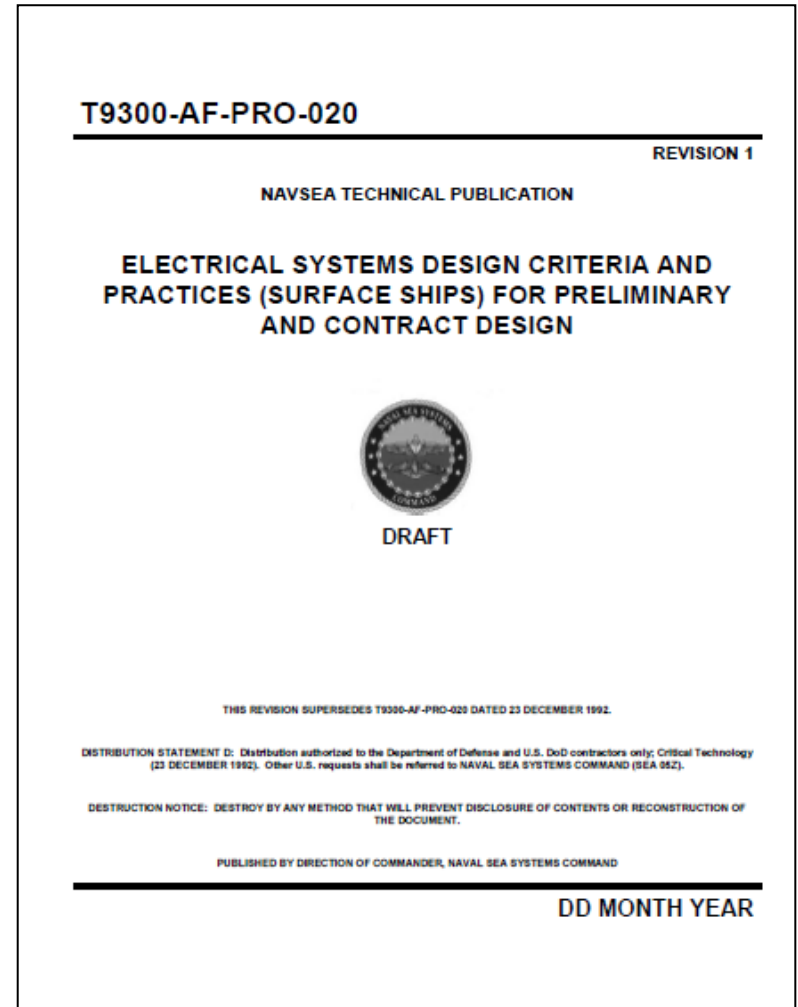 T9300-AF-PRO-020
REVISION 1
NAVSEA TECHNICAL PUBLICATION
ELECTRICAL SYSTEMS DESIGN CRITERIA AND
PRACTICES (SURFACE SHIPS) FOR PRELIMINARY
AND CONTRACT DESIGN
NAVAL SEA SYSTEMS
COMMAND
DRAFT
THIS REVISION SUPERSEDES T9300-AF-PRO-020 DATED 23 DECEMBER 1992.
DISTRIBUTION STATEMENT D: Distribution authorized to the Department of Defense and U.S. DoD contractors only; Critical Technology
(23 DECEMBER 1992). Other U.S. requests shall be referred to NAVAL SEA SYSTEMS COMMAND (SEA 05Z).
DESTRUCTION NOTICE: DESTROY BY ANY METHOD THAT WILL PREVENT DISCLOSURE OF CONTENTS OR RECONSTRUCTION OF
THE DOCUMENT.
PUBLISHED BY DIRECTION OF COMMANDER, NAVAL SEA SYSTEMS COMMAND
DD MONTH YEAR